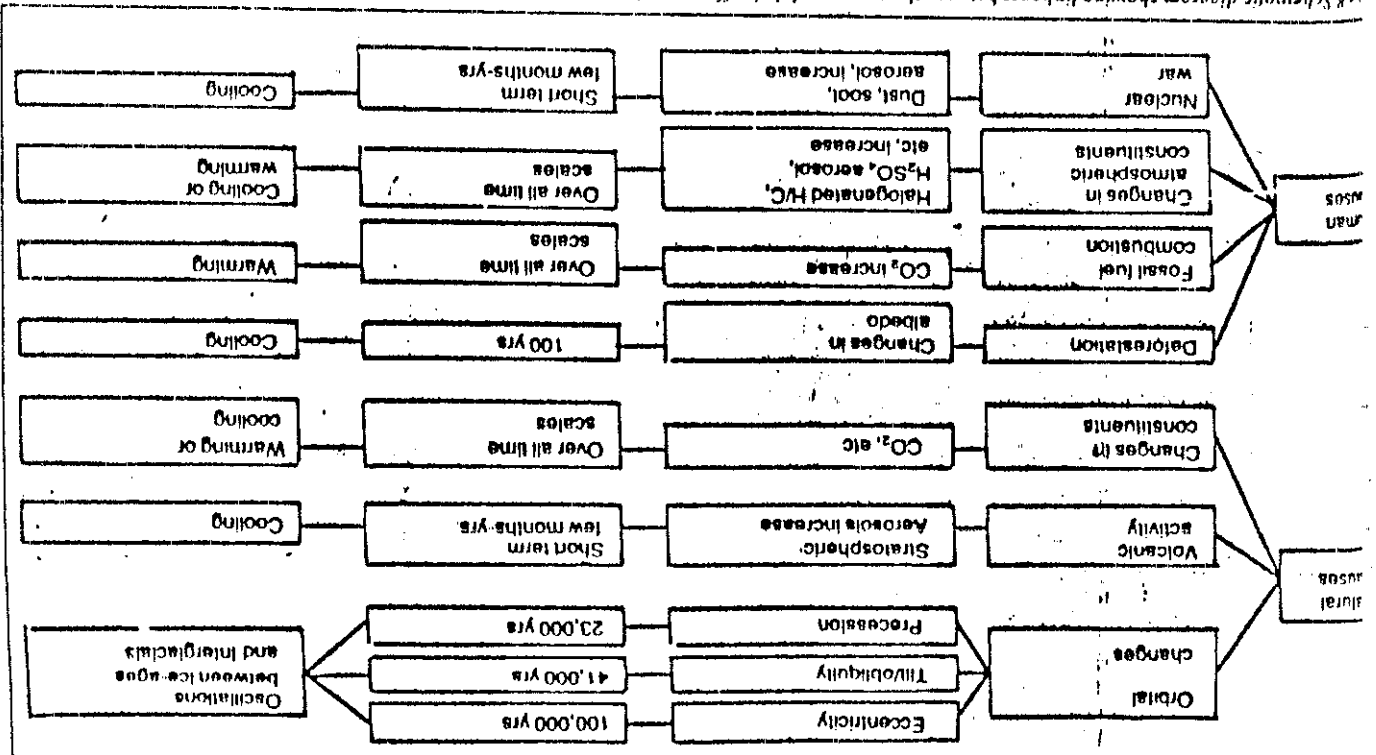 Orbital
changes
Eccentricity
100,000 yrs
Tilt/obliquity
41,000 yrs
Precession
23,000 yrs
Oscillations
between ice-ages
and Interglacials
Volcanic
activity
Stratospheric
Aerosols increase
Short term
few months-yrs
Cooling
Changes in
constituents
CO₂, etc
Over all time
scales
Warming or
cooling
Deforestation
Changes in
albedo
100 yrs
Cooling
Fossil fuel
combustion
CO₂ increase
Over all time
scales
Warming
Changes in
atmospheric
constituents
Halogenated H/C,
H₂SO₄ aerosol,
etc, increase
Over all time
scales
Cooling or
warming
Nuclear
war
Dust, soot,
aerosol, increase
Short term
few months-yrs
Cooling
Schematic diagram showing